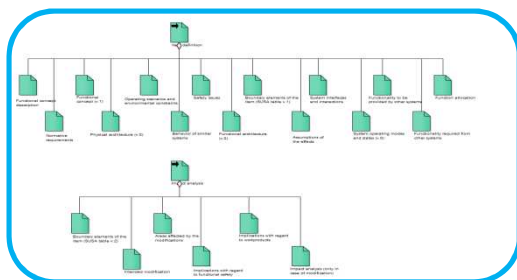 Item definition
Functional concept
description
Functional
concept (v-1)
Operating scenarios and
environmental constraints
Safety issues
Boundary elements of the
item (SUSA table v.1)
System interfaces
and interactions
Functionality to be
provided by other systems
Function allocation
Normative
requirements
Physical architecture (v.0)
Behavior of similar
systems
Functional architecture
Assumptions of
the effects
System operating modes
and states (v.0)
Functionality required from
other systems
Impact analysis
Boundary elements of the
item (SUSA table v.2)
Areas affected by the
modifications
Implications with regard
to workproducts
Intended modification
Implications with regard
to functional safety
Impact analysis (only in
case of modification)